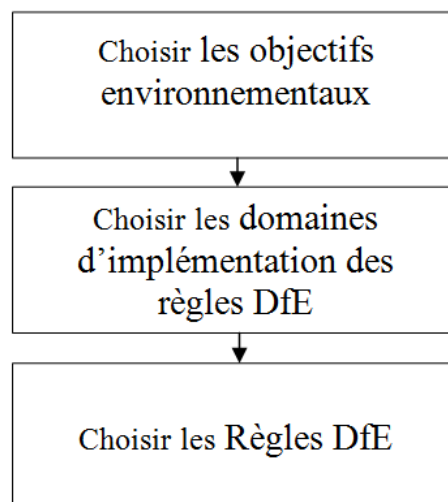 Choisir les objectifs
environnementaux
Choisir les domaines
d’implémentation des
règles DfE
Choisir les Règles DfE